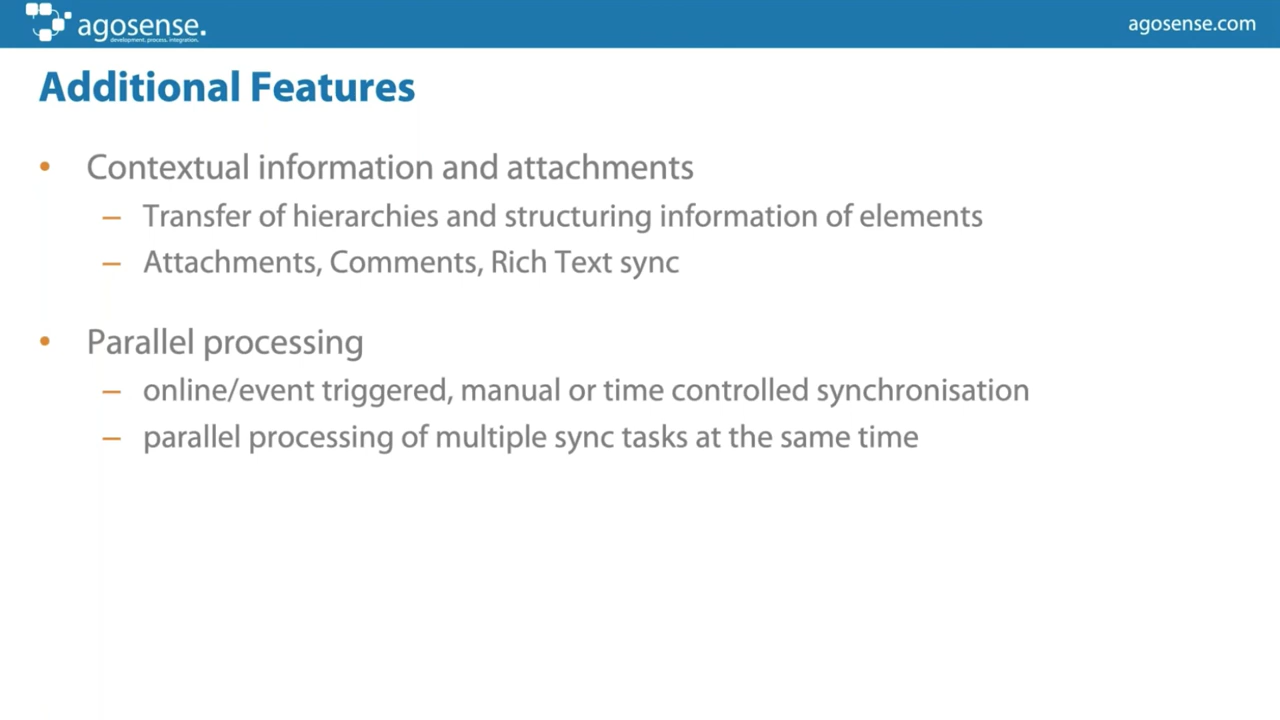 agosense.
development. process. integration.
agosense.com
Additional Features
• Contextual information and attachments
– Transfer of hierarchies and structuring information of elements
– Attachments, Comments, Rich Text sync
• Parallel processing
– online/event triggered, manual or time controlled synchronisation
– parallel processing of multiple sync tasks at the same time